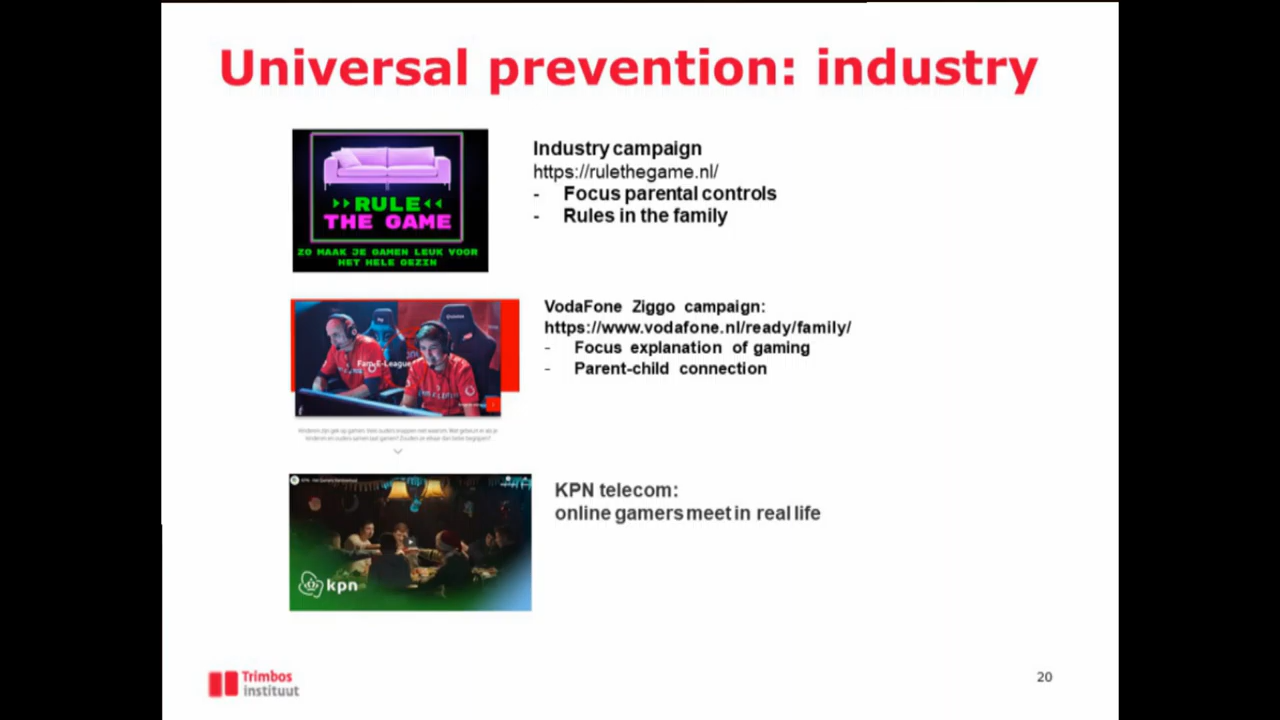 Universal prevention: industry
RULE
THE GAME
ZO MAAK JE GAMEN LEUK VOOR
HET HELE GEZIN
Industry campaign
https://rulethegame.nl/
- Focus parental controls
- Rules in the family
E-League
VodaFone Ziggo campaign:
https://www.vodafone.nl/ready/family/
- Focus explanation of gaming
- Parent-child connection
kpn
KPN telecom:
online gamers meet in real life
Trimbos
instituut
20